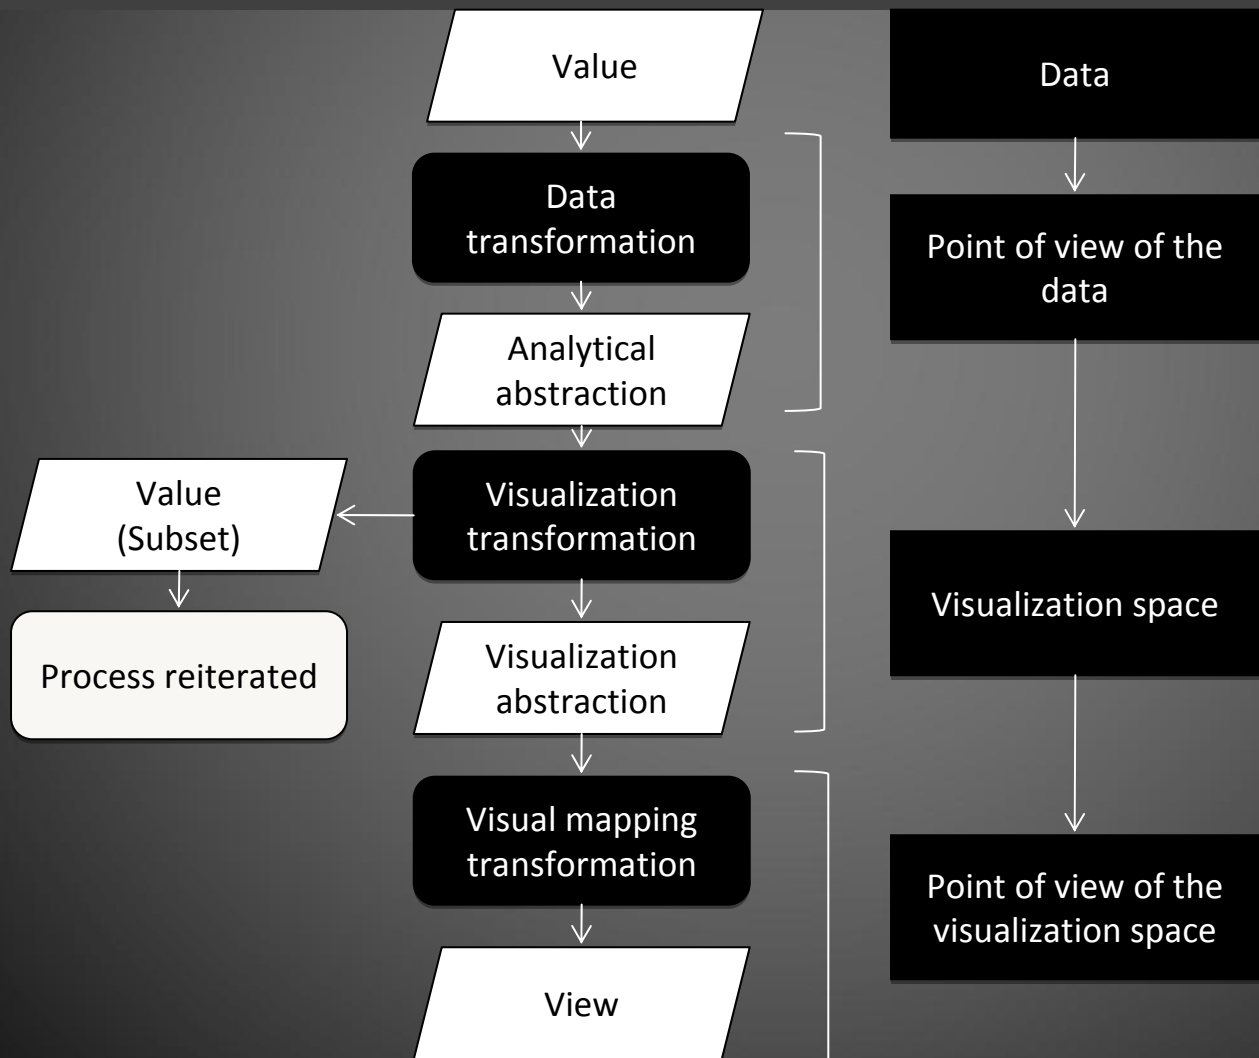 Value
Data
transformation
Analytical
abstraction
Visualization
transformation
Value
(Subset)
Process reiterated
Visualization
abstraction
Visual mapping
transformation
View
Data
Point of view of the
data
Visualization space
Point of view of the
visualization space